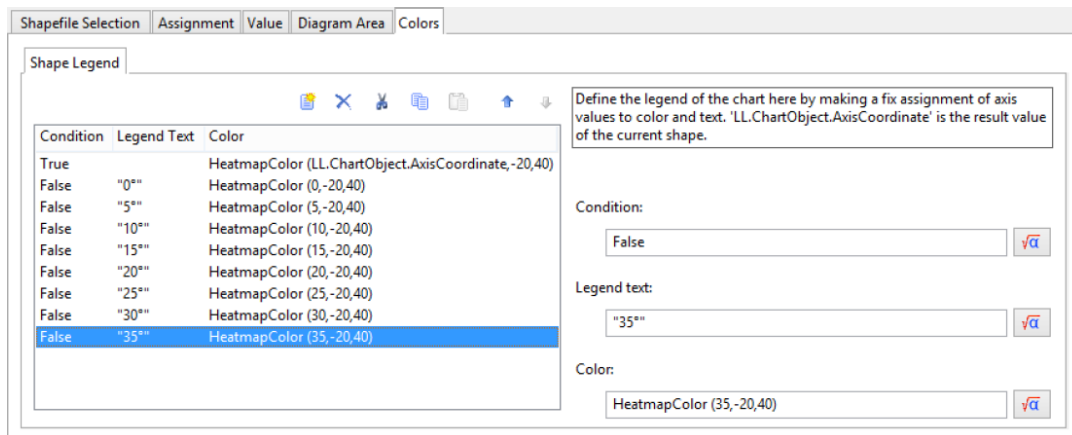 Shapefile Selection Assignment Value Diagram Area Colors
Shape Legend
Define the legend of the chart here by making a fix assignment of axis
values to color and text. 'LL.ChartObject.AxisCoordinate' is the result value
of the current shape.
Condition Legend Text Color
True HeatmapColor (LL.ChartObject.AxisCoordinate,-20,40)
False "0°" HeatmapColor (0,-20,40)
False "5°" HeatmapColor (5,-20,40)
False "10°" HeatmapColor (10,-20,40)
False "15°" HeatmapColor (15,-20,40)
False "20°" HeatmapColor (20,-20,40)
False "25°" HeatmapColor (25,-20,40)
False "30°" HeatmapColor (30,-20,40)
False "35°" HeatmapColor (35,-20,40)
Condition:
False
√α
Legend text:
"35°"
√α
Color:
HeatmapColor (35,-20,40)
√α